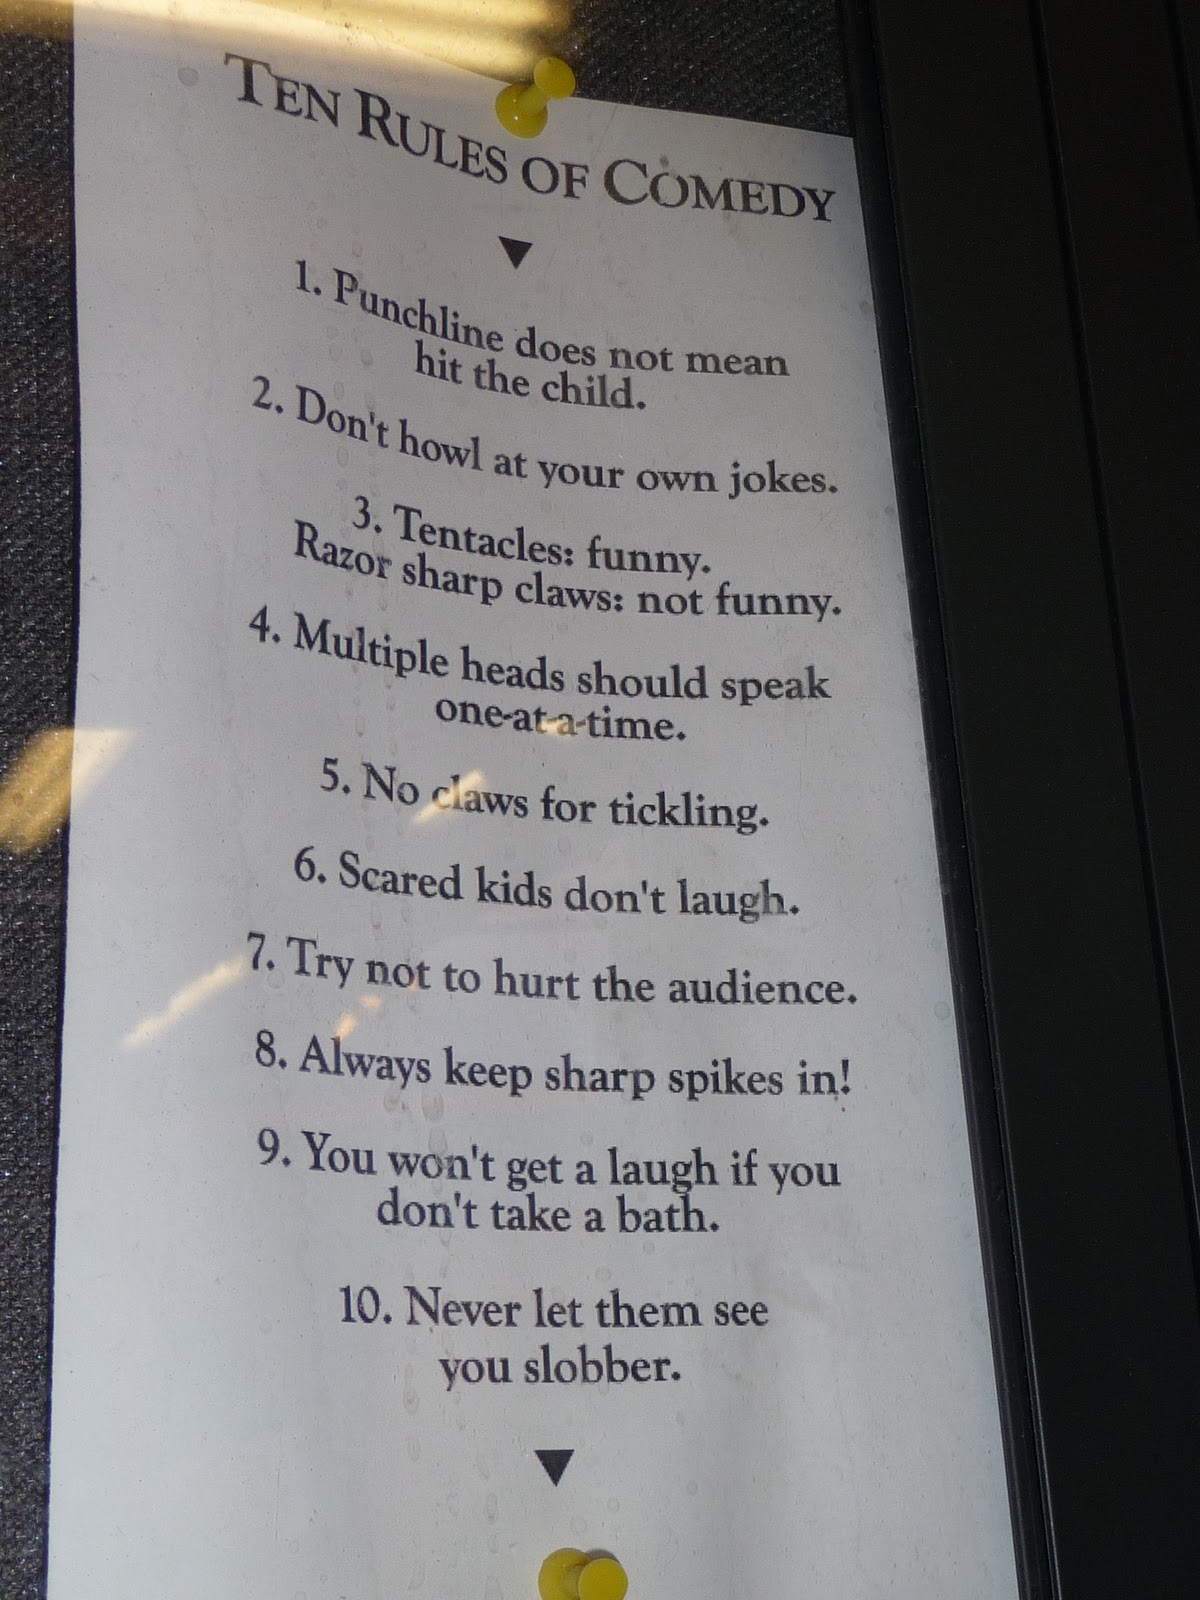 TEN RULES OF COMEDY
1. Punchline does not mean
hit the child.
2. Don't howl at your own jokes.
3. Tentacles: funny.
Razor sharp claws: not funny.
4. Multiple heads should speak
one-at-a-time.
5. No claws for tickling.
6. Scared kids don't laugh.
7. Try not to hurt the audience.
8. Always keep sharp spikes in!
9. You won't get a laugh if you
don't take a bath.
10. Never let them see
you slobber.